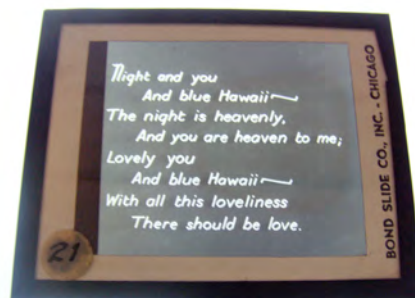 Night and you
And blue Hawaii
The night is heavenly,
And you are heaven to me;
Lovely you
And blue Hawaii
With all this loveliness
There should be love.
BOND SLIDE CO., INC. - CHICAGO
21